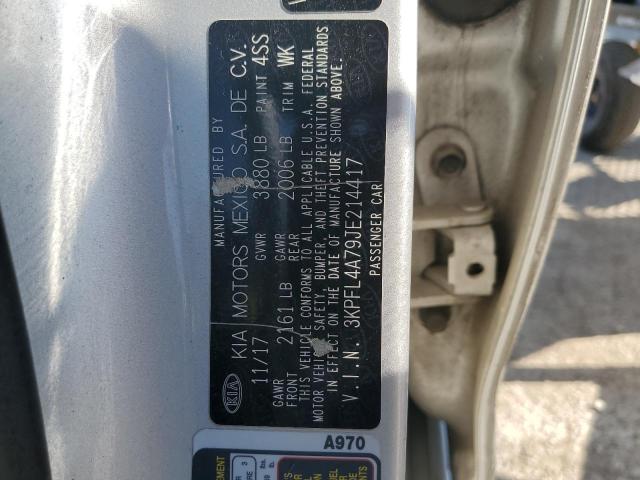 MANUFACTURED BY
KIA KIA MOTORS MEXICO S.A. DE C.V.
11/17 GVWR 3880 LB PAINT 4SS
GAWR FRONT 2161 LB GAWR REAR 2006 LB TRIM WK
THIS VEHICLE CONFORMS TO ALL APPLICABLE U.S.A. FEDERAL
MOTOR VEHICLE SAFETY, BUMPER, AND THEFT PREVENTION STANDARDS
IN EFFECT ON THE DATE OF MANUFACTURE SHOWN ABOVE.
V.I.N. 3KPFL4A79JE214417
PASSENGER CAR
A970